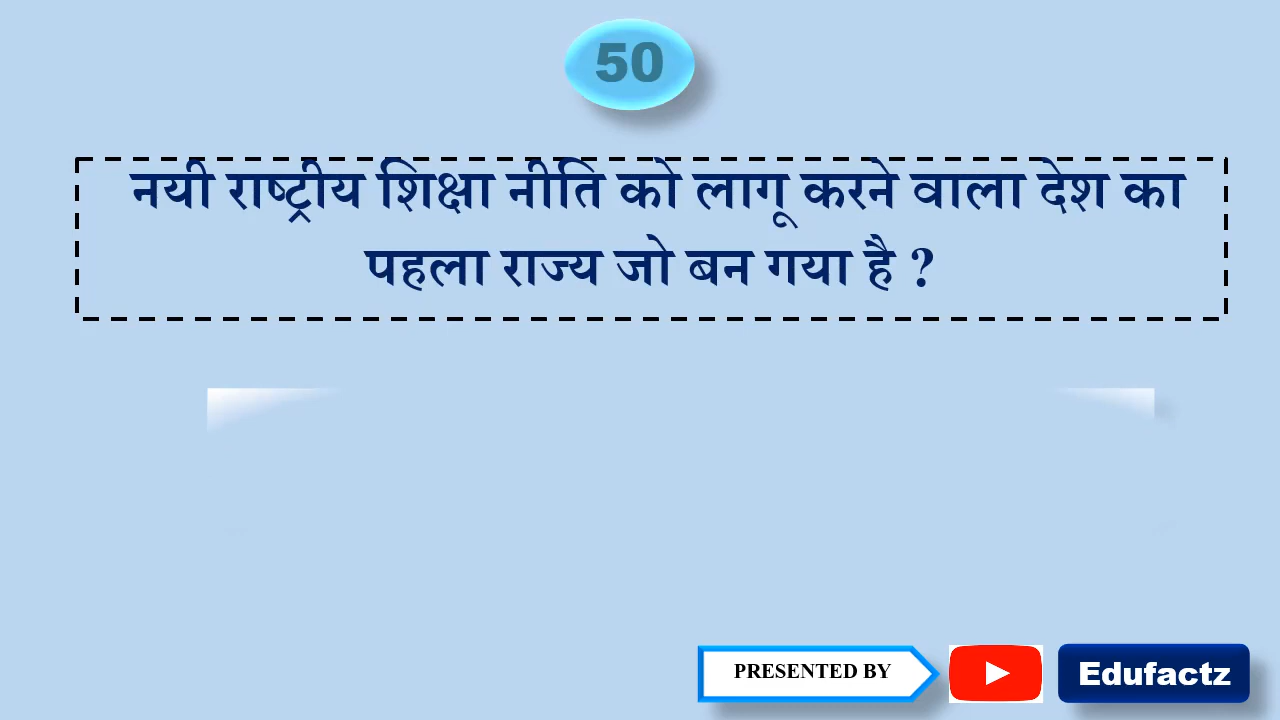 50
नयी राष्ट्रीय शिक्षा नीति को लागू करने वाला देश का
पहला राज्य जो बन गया है ?
PRESENTED BY
Edufactz